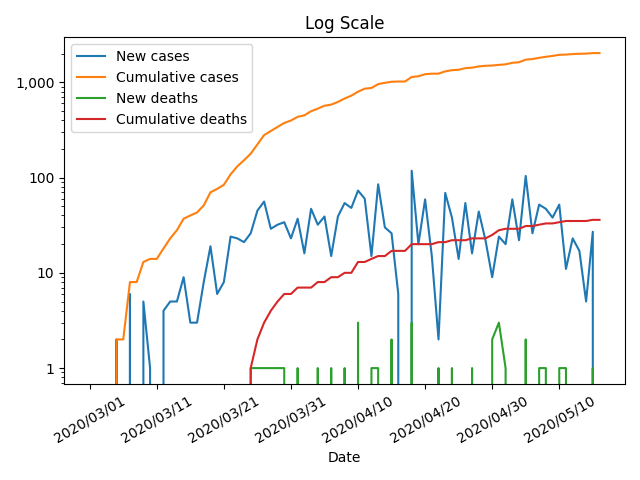 Log Scale
New cases
Cumulative cases
New deaths
Cumulative deaths
1,000
100
10
1
2020/03/01 2020/03/11 2020/03/21 2020/03/31 2020/04/10 2020/04/20 2020/04/30 2020/05/10
Date